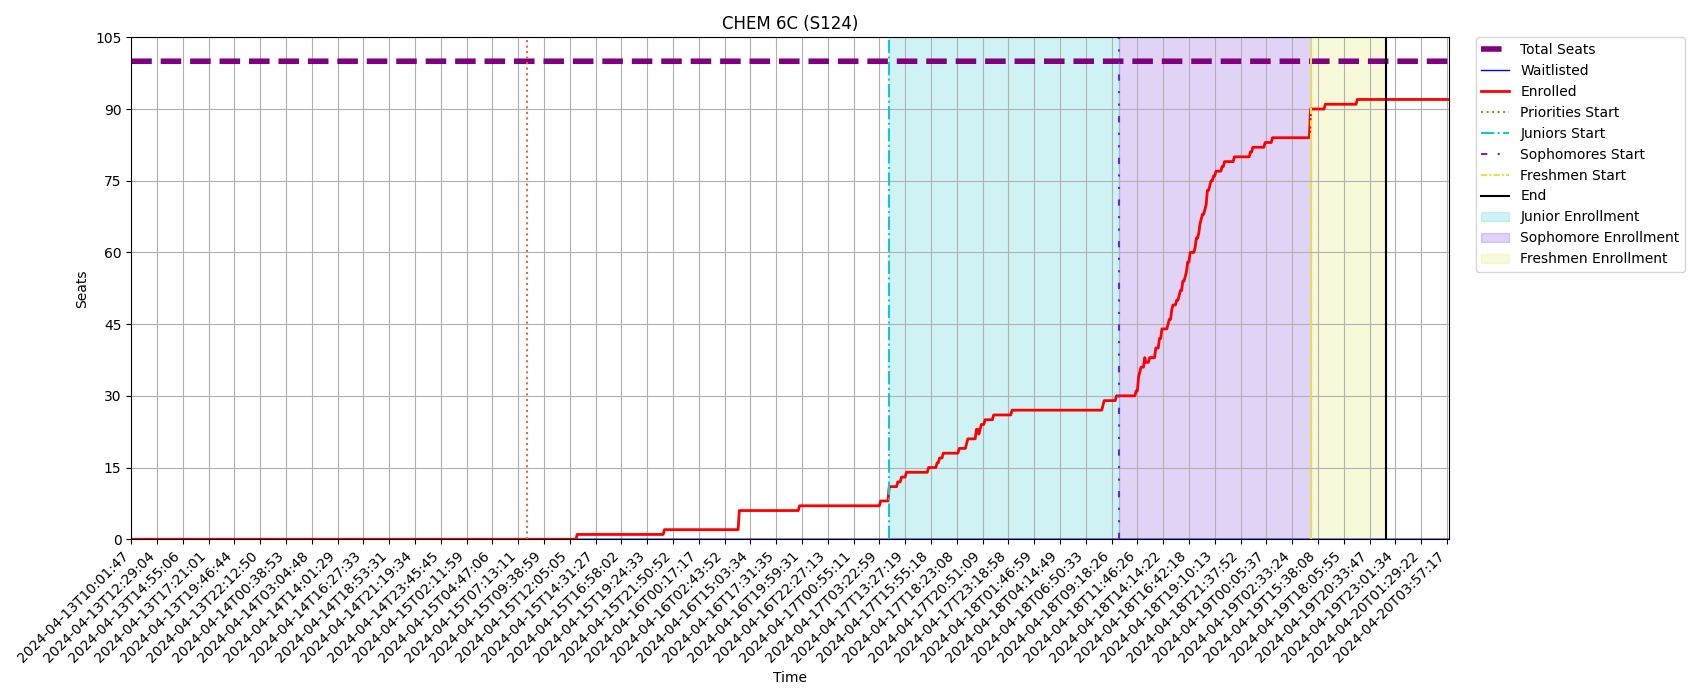 CHEM 6C (S124)
105
90
75
60
45
30
15
0
Seats
2024-04-13T10:01:47
2024-04-13T12:29:04
2024-04-13T14:55:06
2024-04-13T17:21:01
2024-04-13T19:46:44
2024-04-13T22:12:50
2024-04-14T00:38:53
2024-04-14T03:04:48
2024-04-14T14:01:29
2024-04-14T16:27:33
2024-04-14T18:53:31
2024-04-14T21:19:34
2024-04-14T23:45:45
2024-04-15T02:11:59
2024-04-15T04:47:06
2024-04-15T07:13:11
2024-04-15T09:38:59
2024-04-15T12:05:05
2024-04-15T14:31:27
2024-04-15T16:58:02
2024-04-15T19:24:33
2024-04-15T21:50:52
2024-04-16T00:17:17
2024-04-16T02:43:52
2024-04-16T15:03:34
2024-04-16T17:31:35
2024-04-16T19:59:31
2024-04-16T22:27:13
2024-04-17T00:55:11
2024-04-17T03:22:59
2024-04-17T13:27:19
2024-04-17T15:55:18
2024-04-17T18:23:08
2024-04-17T20:51:09
2024-04-17T23:18:58
2024-04-18T01:46:59
2024-04-18T04:14:49
2024-04-18T06:50:33
2024-04-18T09:18:26
2024-04-18T11:46:26
2024-04-18T14:14:22
2024-04-18T16:42:18
2024-04-18T19:10:13
2024-04-18T21:37:52
2024-04-19T00:05:37
2024-04-19T02:33:24
2024-04-19T15:38:08
2024-04-19T18:05:55
2024-04-19T20:33:47
2024-04-19T23:01:34
2024-04-20T01:29:22
2024-04-20T03:57:17
Time
Total Seats
Waitlisted
Enrolled
Priorities Start
Juniors Start
Sophomores Start
Freshmen Start
End
Junior Enrollment
Sophomore Enrollment
Freshmen Enrollment